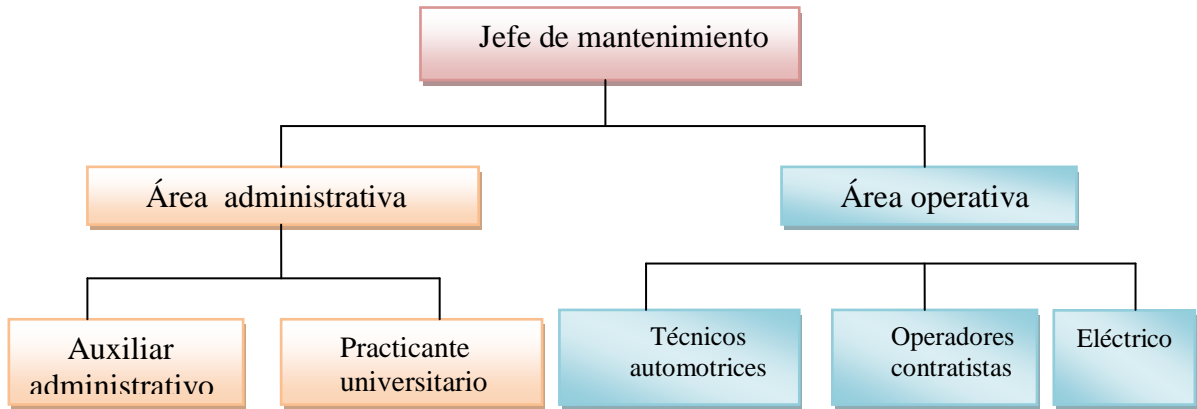 Jefe de mantenimiento
Área administrativa
Área operativa
Auxiliar
administrativo
Practicante
universitario
Técnicos
automotrices
Operadores
contratistas
Eléctrico